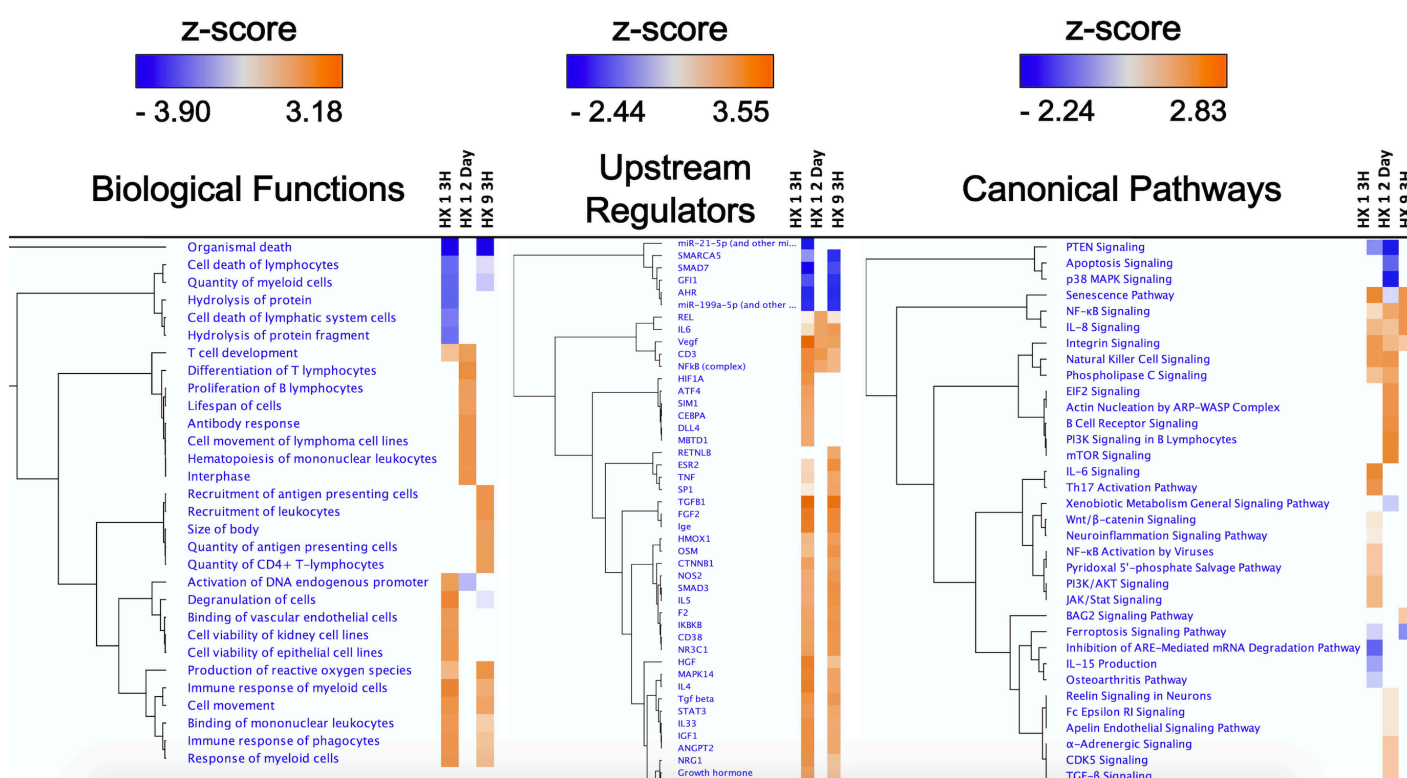 z-score
- 3.90 3.18
Biological Functions
HX 1 3H
HX 1 2 Day
HX 9 3H
Organismal death
Cell death of lymphocytes
Quantity of myeloid cells
Hydrolysis of protein
Cell death of lymphatic system cells
Hydrolysis of protein fragment
T cell development
Differentiation of T lymphocytes
Proliferation of B lymphocytes
Lifespan of cells
Antibody response
Cell movement of lymphoma cell lines
Hematopoiesis of mononuclear leukocytes
Interphase
Recruitment of antigen presenting cells
Recruitment of leukocytes
Size of body
Quantity of antigen presenting cells
Quantity of CD4+ T-lymphocytes
Activation of DNA endogenous promoter
Degranulation of cells
Binding of vascular endothelial cells
Cell viability of kidney cell lines
Cell viability of epithelial cell lines
Production of reactive oxygen species
Immune response of myeloid cells
Cell movement
Binding of mononuclear leukocytes
Immune response of phagocytes
Response of myeloid cells
z-score
- 2.44 3.55
Upstream
Regulators
HX 1 3H
HX 1 2 Day
HX 9 3H
miR-21-5p (and other mi...
SMARCA5
SMAD7
GFI1
AHR
miR-199a-5p (and other ...
REL
IL6
Vegf
CD3
NFkB (complex)
HIF1A
ATF4
SIM1
CEBPA
DLL4
MBTD1
RETNLB
ESR2
TNF
SP1
TGFB1
FGF2
Ige
HMOX1
OSM
CTNNB1
NOS2
SMAD3
IL5
F2
IKBKB
CD38
NR3C1
HGF
MAPK14
IL4
Tgf beta
STAT3
IL33
IGF1
ANGPT2
NRG1
Growth hormone
z-score
- 2.24 2.83
Canonical Pathways
HX 1 3H
HX 1 2 Day
HX 9 3H
PTEN Signaling
Apoptosis Signaling
p38 MAPK Signaling
Senescence Pathway
NF-κB Signaling
IL-8 Signaling
Integrin Signaling
Natural Killer Cell Signaling
Phospholipase C Signaling
EIF2 Signaling
Actin Nucleation by ARP-WASP Complex
B Cell Receptor Signaling
PI3K Signaling in B Lymphocytes
mTOR Signaling
IL-6 Signaling
Th17 Activation Pathway
Xenobiotic Metabolism General Signaling Pathway
Wnt/β-catenin Signaling
Neuroinflammation Signaling Pathway
NF-κB Activation by Viruses
Pyridoxal 5'-phosphate Salvage Pathway
PI3K/AKT Signaling
JAK/Stat Signaling
BAG2 Signaling Pathway
Ferroptosis Signaling Pathway
Inhibition of ARE-Mediated mRNA Degradation Pathway
IL-15 Production
Osteoarthritis Pathway
Reelin Signaling in Neurons
Fc Epsilon RI Signaling
Apelin Endothelial Signaling Pathway
α-Adrenergic Signaling
CDK5 Signaling
TGF-β Signaling